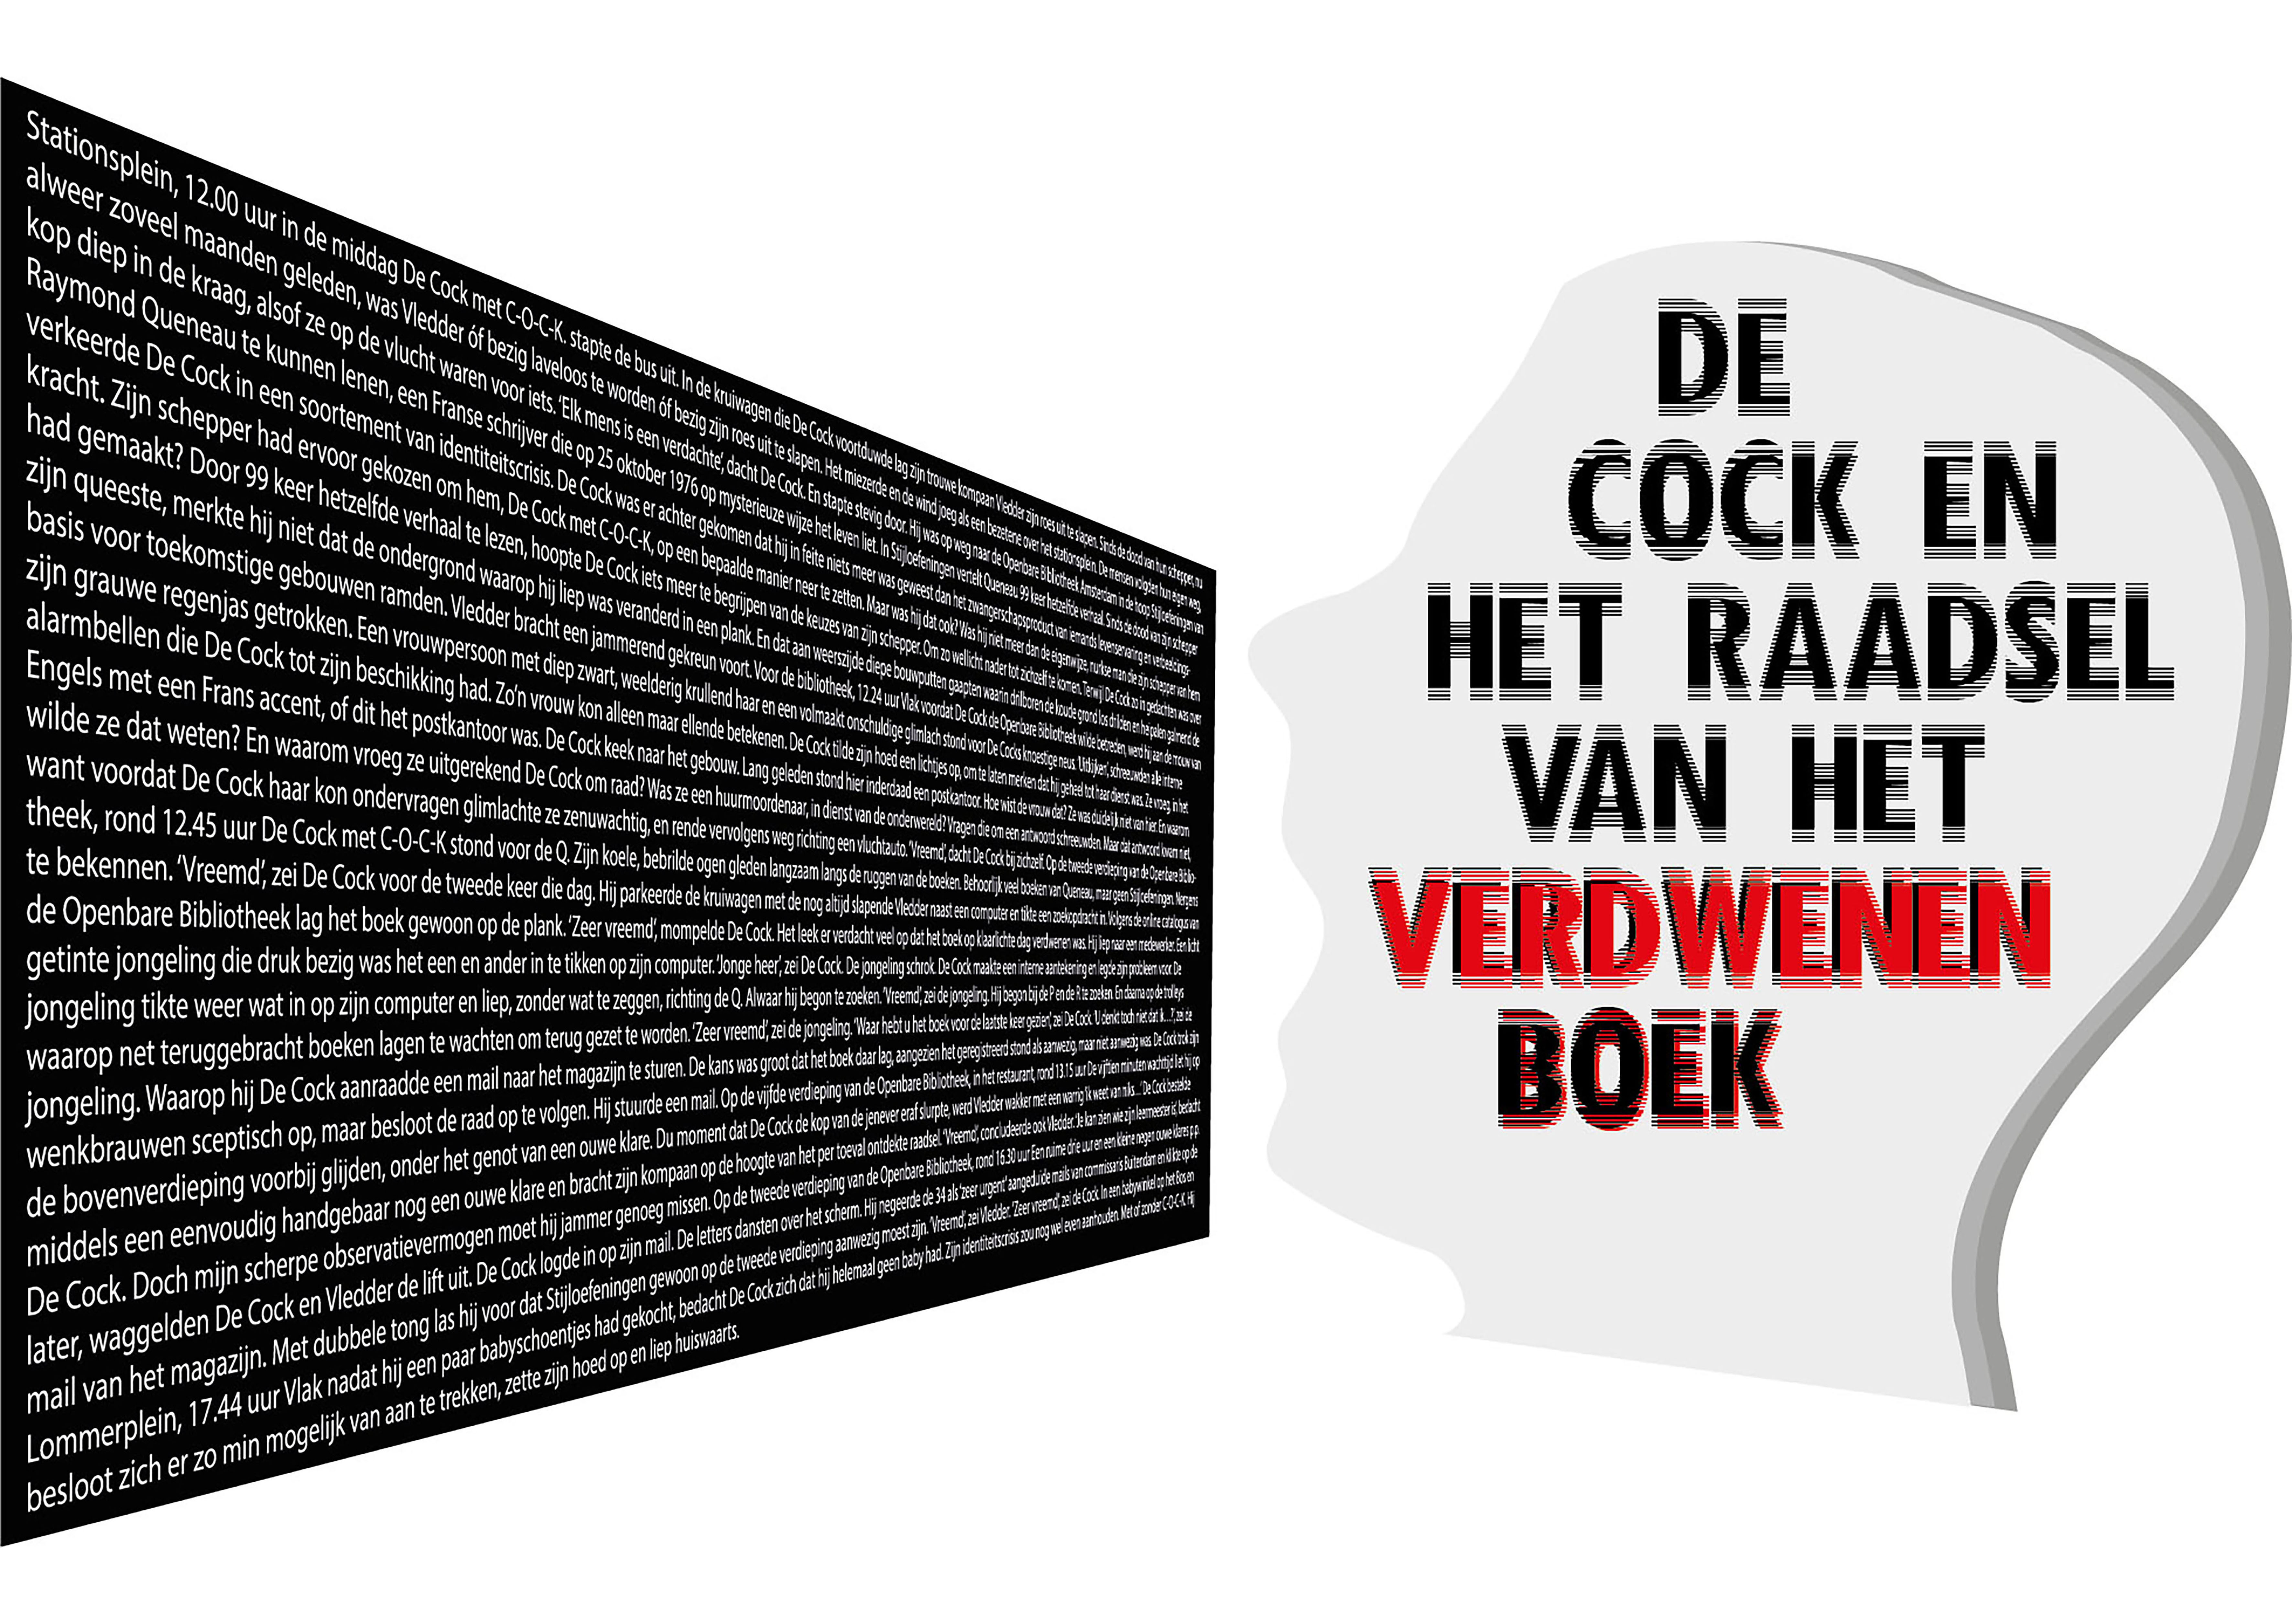 Stationsplein, 12.00 uur in de middag De Cock met C-O-C-K. stapte de bus uit. In de kruiwagen die De Cock voortduwde lag zijn trouwe kompaan Vledder zijn roes uit te slapen. Sinds de dood van hun schepper, nu
alweer zoveel maanden geleden, was Vledder óf bezig laveloos te worden óf bezig zijn roes uit te slapen. Het miezerde en de wind joeg als een bezetene over het stationsplein. De mensen volgden hun eigen weg,
kop diep in de kraag, alsof ze op de vlucht waren voor iets. ‘Elk mens is een verdachte’, dacht De Cock. En stapte stevig door. Hij was op weg naar de Openbare Bibliotheek Amsterdam in de hoop Stijloefeningen van
Raymond Queneau te kunnen lenen, een Franse schrijver die op 25 oktober 1976 op mysterieuze wijze het leven liet. In Stijloefeningen vertelt Queneau 99 keer hetzelfde verhaal. Sinds de dood van zijn schepper
verkeerde De Cock in een soortement van identiteitscrisis. De Cock was er achter gekomen dat hij in feite niets meer was geweest dan het zwangerschapsproduct van iemands levenservaring en verbeeldings-
kracht. Zijn schepper had ervoor gekozen om hem, De Cock met C-O-C-K, op een bepaalde manier neer te zetten. Maar was hij dat ook? Was hij niet meer dan de eigenwijze, nurkse man die zijn schepper van hem
had gemaakt? Door 99 keer hetzelfde verhaal te lezen, hoopte De Cock iets meer te begrijpen van de keuzes van zijn schepper. Om zo wellicht nader tot zichzelf te komen. Terwijl De Cock zo in gedachten was over
zijn queeste, merkte hij niet dat de ondergrond waarop hij liep was veranderd in een plank. En dat aan weerszijde diepe bouwputten gaapten waarin drilboren de koude grond los drilden en heipalen galmend de
basis voor toekomstige gebouwen ramden. Vledder bracht een jammerend gekreun voort. Voor de bibliotheek, 12.24 uur Vlak voordat De Cock de Openbare Bibliotheek wilde betreden, werd hij aan de mouw van
zijn grauwe regenjas getrokken. Een vrouwpersoon met diep zwart, weelderig krullend haar en een volmaakt onschuldige glimlach stond voor De Cocks knoestige neus. ‘Uitkijken’, schreeuwden alle interne
alarmbellen die De Cock tot zijn beschikking had. Zo’n vrouw kon alleen maar ellende betekenen. De Cock tilde zijn hoed een lichtjes op, om te laten merken dat hij geheel tot haar dienst was. Ze vroeg, in het
Engels met een Frans accent, of dit het postkantoor was. De Cock keek naar het gebouw. Lang geleden stond hier inderdaad een postkantoor. Hoe wist de vrouw dat? Ze was duidelijk niet van hier. En waarom
wilde ze dat weten? En waarom vroeg ze uitgerekend De Cock om raad? Was ze een huurmoordenaar, in dienst van de onderwereld? Vragen die om een antwoord schreeuwden. Maar dat antwoord kwam niet,
want voordat De Cock haar kon ondervragen glimlachte ze zenuwachtig, en rende vervolgens weg richting een vluchtauto. ‘Vreemd’, dacht De Cock bij zichzelf. Op de tweede verdieping van de Openbare Biblio-
theek, rond 12.45 uur De Cock met C-O-C-K stond voor de Q. Zijn koele, bebrilde ogen gleden langzaam langs de ruggen van de boeken. Behoorlijk veel boeken van Queneau, maar geen Stijloefeningen. Nergens
te bekennen. ‘Vreemd’, zei De Cock voor de tweede keer die dag. Hij parkeerde de kruiwagen met de nog altijd slapende Vledder naast een computer en tikte een zoekopdracht in. Volgens de online catalogus van
de Openbare Bibliotheek lag het boek gewoon op de plank. ‘Zeer vreemd’, mompelde De Cock. Het leek er verdacht veel op dat het boek op klaarlichte dag verdwenen was. Hij liep naar een medewerker. Een licht
getinte jongeling die druk bezig was het een en ander in te tikken op zijn computer. ‘Jonge heer’, zei De Cock. De jongeling schrok. De Cock maakte een interne aantekening en legde zijn probleem voor. De
jongeling tikte weer wat in op zijn computer en liep, zonder wat te zeggen, richting de Q. Alwaar hij begon te zoeken. ‘Vreemd’, zei de jongeling. Hij begon bij de P en de R te zoeken. En daarna op de trolleys
waarop net teruggebracht boeken lagen te wachten om terug gezet te worden. ‘Zeer vreemd’, zei de jongeling. ‘Waar hebt u het boek voor de laatste keer gezien’, zei De Cock. ‘U denkt toch niet dat ik…?’, zei de
jongeling. Waarop hij De Cock aanraadde een mail naar het magazijn te sturen. De kans was groot dat het boek daar lag, aangezien het geregistreerd stond als aanwezig, maar niet aanwezig was. De Cock trok zijn
wenkbrauwen sceptisch op, maar besloot de raad op te volgen. Hij stuurde een mail. Op de vijfde verdieping van de Openbare Bibliotheek, in het restaurant, rond 13.15 uur De vijftien minuten wachttijd liet hij op
de bovenverdieping voorbij glijden, onder het genot van een ouwe klare. Du moment dat De Cock de kop van de jenever eraf slurpte, werd Vledder wakker met een warrig ‘ik weet van niks…’ De Cock bestelde
middels een eenvoudig handgebaar nog een ouwe klare en bracht zijn kompaan op de hoogte van het per toeval ontdekte raadsel. ‘Vreemd’, concludeerde ook Vledder. ‘Je kan zien wie zijn leermeester is’, bedacht
De Cock. Doch mijn scherpe observatievermogen moet hij jammer genoeg missen. Op de tweede verdieping van de Openbare Bibliotheek, rond 16.30 uur Een ruime drie uur en een kleine negen ouwe klares p.p.
later, waggelden De Cock en Vledder de lift uit. De Cock logde in op zijn mail. De letters dansten over het scherm. Hij negeerde de 34 als ‘zeer urgent’ aangeduide mails van commissaris Buitendam en klikte op de
mail van het magazijn. Met dubbele tong las hij voor dat Stijloefeningen gewoon op de tweede verdieping aanwezig moest zijn. ‘Vreemd’, zei Vledder. ‘Zeer vreemd’, zei de Cock. In een babywinkel op het Bos en
Lommerplein, 17.44 uur Vlak nadat hij een paar babyschoentjes had gekocht, bedacht De Cock zich dat hij helemaal geen baby had. Zijn identiteitscrisis zou nog wel even aanhouden. Met of zonder C-O-C-K. Hij
besloot zich er zo min mogelijk van aan te trekken, zette zijn hoed op en liep huiswaarts.
DE
COCK EN
HET RAADSEL
VAN HET
VERDWENEN
BOEK